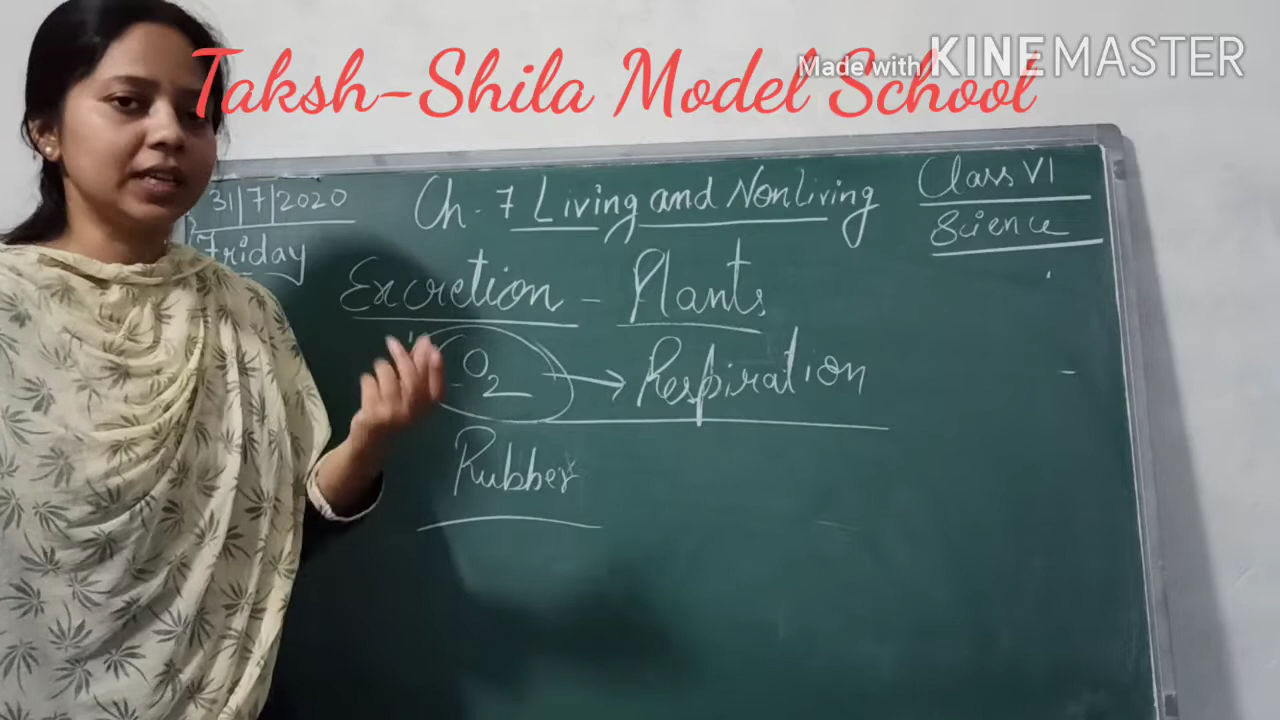 Taksh-Shila Model School
Made with KINEMASTER
31/7/2020
Friday
Ch. 7 Living and Nonliving
Class VI
Science
Excretion - Plants
O2 → Respiration
Rubber